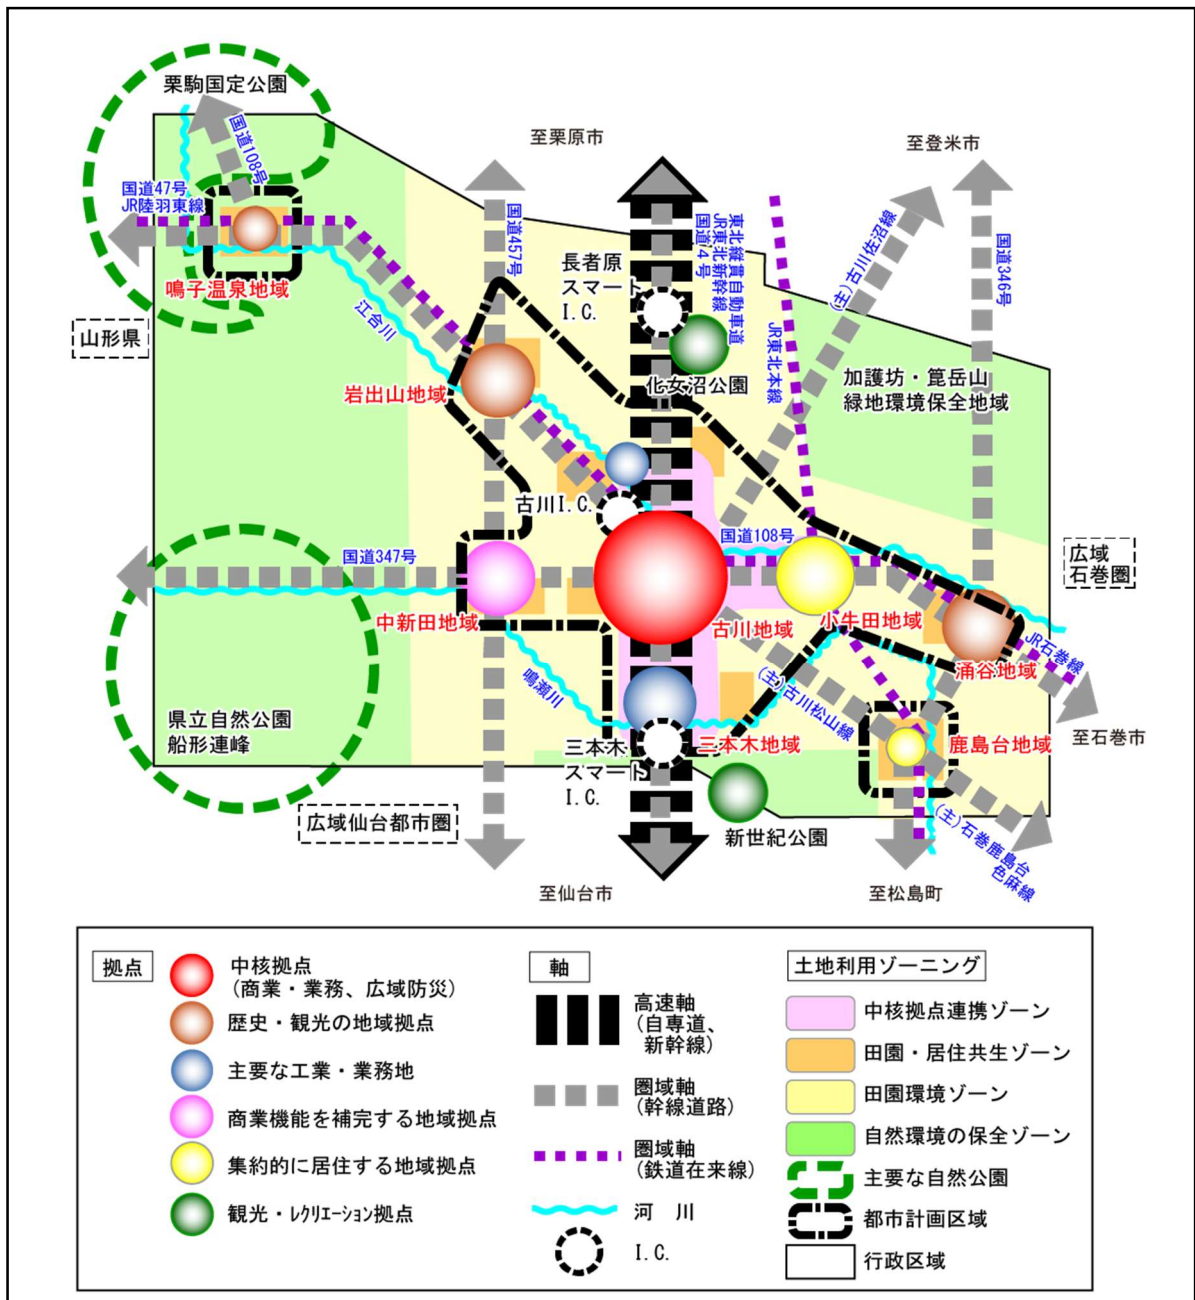 栗駒国定公園
至栗原市
至登米市
国道108号
国道47号
JR陸羽東線
国道457号
東北縦貫自動車道
JR東北新幹線
国道4号
(主)古川佐沼線
国道346号
長者原
スマート
I.C.
鳴子温泉地域
江合川
山形県
JR東北本線
化女沼公園
加護坊・箟岳山
緑地環境保全地域
岩出山地域
古川I.C.
国道108号
国道347号
広域
石巻圏
中新田地域
古川地域
小牛田地域
涌谷地域
JR石巻線
(主)古川松山線
鳴瀬川
県立自然公園
船形連峰
三本木
スマート
I.C.
三本木地域
鹿島台地域
至石巻市
広域仙台都市圏
新世紀公園
(主)石巻鹿島台
色麻線
至仙台市
至松島町
拠点
中核拠点
(商業・業務、広域防災)
歴史・観光の地域拠点
主要な工業・業務地
商業機能を補完する地域拠点
集約的に居住する地域拠点
観光・ﾚｸﾘｴｰｼｮﾝ拠点
軸
高速軸
(自専道、
新幹線)
圏域軸
(幹線道路)
圏域軸
(鉄道在来線)
河　川
I.C.
土地利用ゾーニング
中核拠点連携ゾーン
田園・居住共生ゾーン
田園環境ゾーン
自然環境の保全ゾーン
主要な自然公園
都市計画区域
行政区域